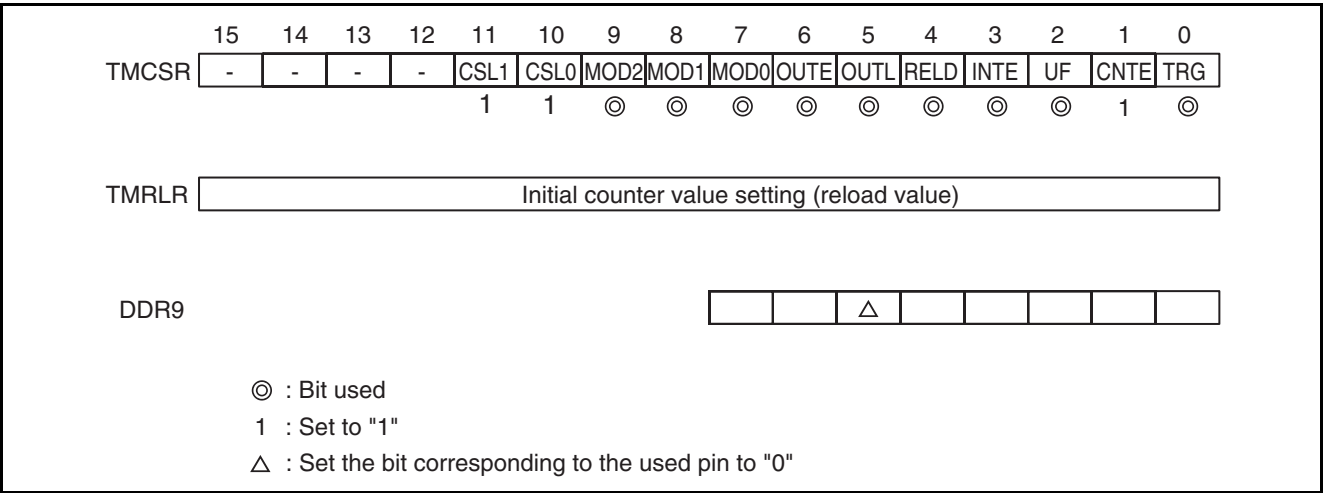 15 14 13 12 11 10 9 8 7 6 5 4 3 2 1 0
TMCSR - - - - CSL1 CSL0 MOD2 MOD1 MOD0 OUTE OUTL RELD INTE UF CNTE TRG
1 1 ◎ ◎ ◎ ◎ ◎ ◎ ◎ ◎ 1 ◎
TMRLR Initial counter value setting (reload value)
DDR9 △
◎ : Bit used
1 : Set to "1"
△ : Set the bit corresponding to the used pin to "0"